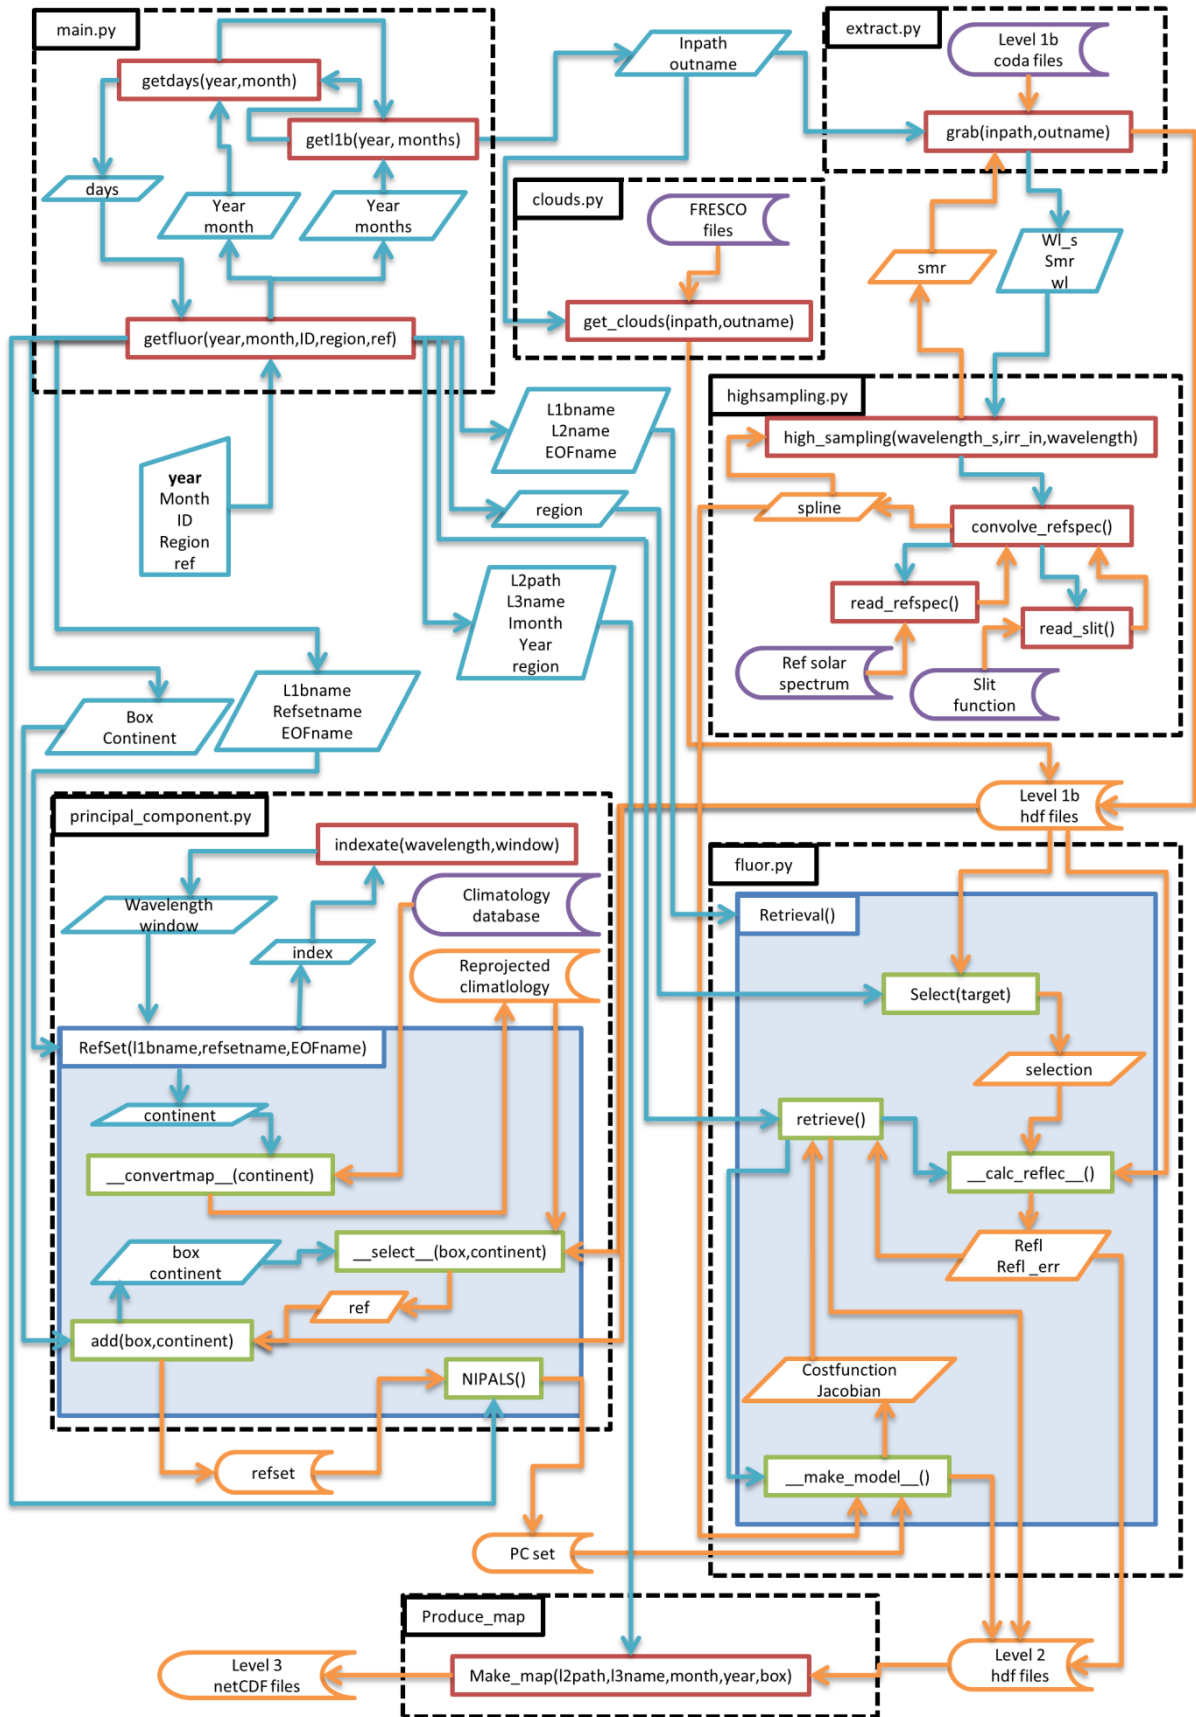 main.py
getdays(year,month)
getl1b(year, months)
days
Year
month
Year
months
getfluor(year,month,ID,region,ref)
year
Month
ID
Region
ref
Inpath
outname
extract.py
Level 1b
coda files
grab(inpath,outname)
clouds.py
FRESCO
files
get_clouds(inpath,outname)
smr
Wl_s
Smr
wl
highsampling.py
high_sampling(wavelength_s,irr_in,wavelength)
spline
convolve_refspec()
read_refspec()
read_slit()
Ref solar
spectrum
Slit
function
L1bname
L2name
EOFname
region
L2path
L3name
Imonth
Year
region
Box
Continent
L1bname
Refsetname
EOFname
Level 1b
hdf files
principal_component.py
indexate(wavelength,window)
Wavelength
window
index
Climatology
database
Reprojected
climatlology
RefSet(l1bname,refsetname,EOFname)
continent
__convertmap__(continent)
box
continent
__select__(box,continent)
ref
add(box,continent)
NIPALS()
refset
PC set
fluor.py
Retrieval()
Select(target)
selection
retrieve()
__calc_reflec__()
Refl
Refl _err
Costfunction
Jacobian
__make_model__()
Produce_map
Make_map(l2path,l3name,month,year,box)
Level 3
netCDF files
Level 2
hdf files